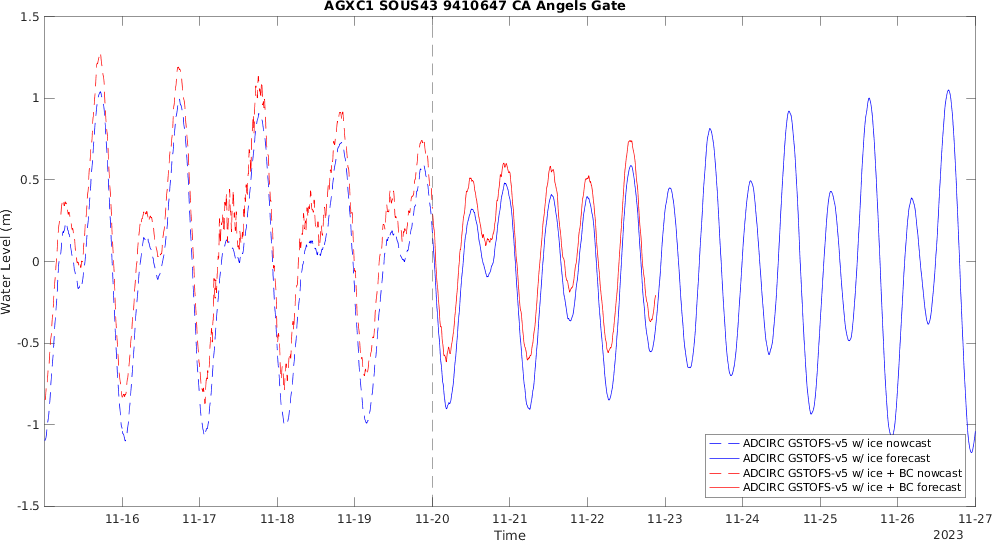 AGXC1 SOUS43 9410647 CA Angels Gate
Water Level (m)
1.5
1
0.5
0
-0.5
-1
-1.5
11-16
11-17
11-18
11-19
11-20
11-21
11-22
11-23
11-24
11-25
11-26
11-27
Time
2023
ADCIRC GSTOFS-v5 w/ ice nowcast
ADCIRC GSTOFS-v5 w/ ice forecast
ADCIRC GSTOFS-v5 w/ ice + BC nowcast
ADCIRC GSTOFS-v5 w/ ice + BC forecast